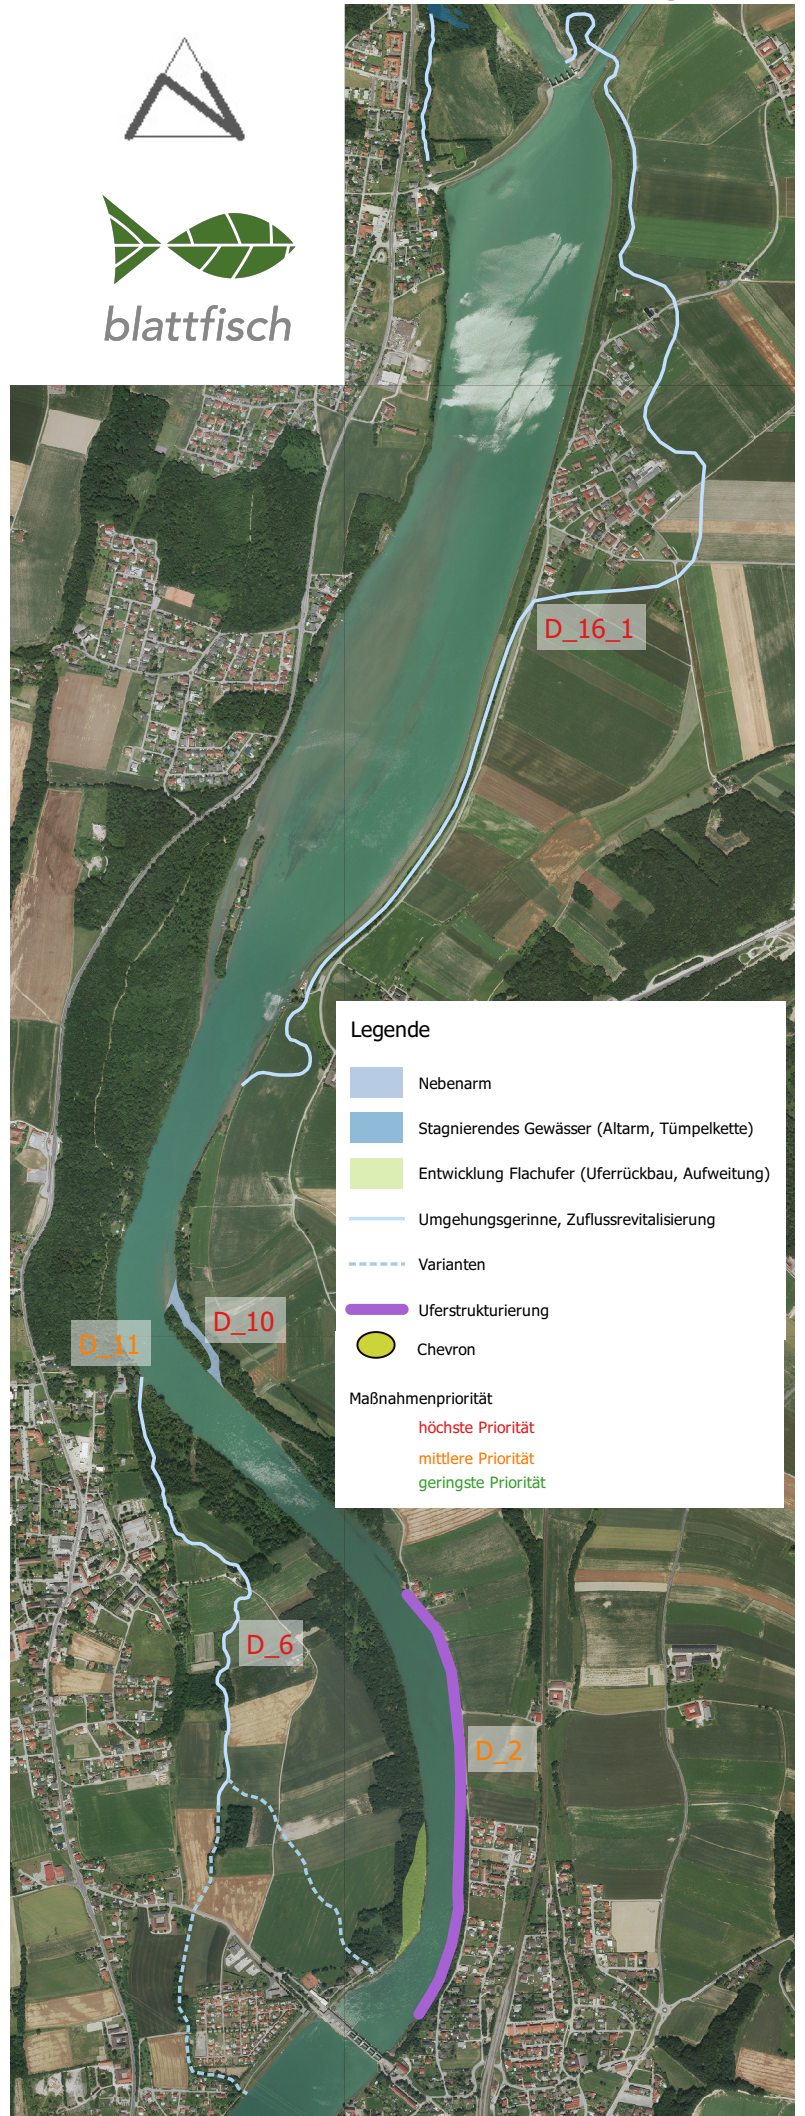 blattfisch
D_16_1
Legende
Nebenarm
Stagnierendes Gewässer (Altarm, Tümpelkette)
Entwicklung Flachufer (Uferrückbau, Aufweitung)
Umgehungsgerinne, Zuflussrevitalisierung
Varianten
Uferstrukturierung
Chevron
Maßnahmenpriorität
höchste Priorität
mittlere Priorität
geringste Priorität
D_10
D_11
D_6
D_2